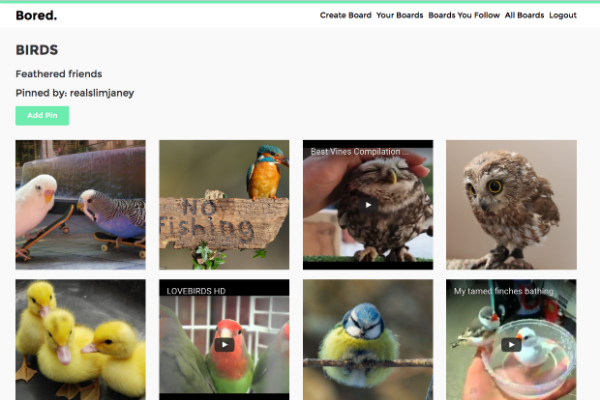 Bored.
Create Board Your Boards Boards You Follow All Boards Logout
BIRDS
Feathered friends
Pinned by: realslimjaney
Add Pin
NO
fishing
Best Vines Compilation ...
LOVEBIRDS HD
My tamed finches bathing